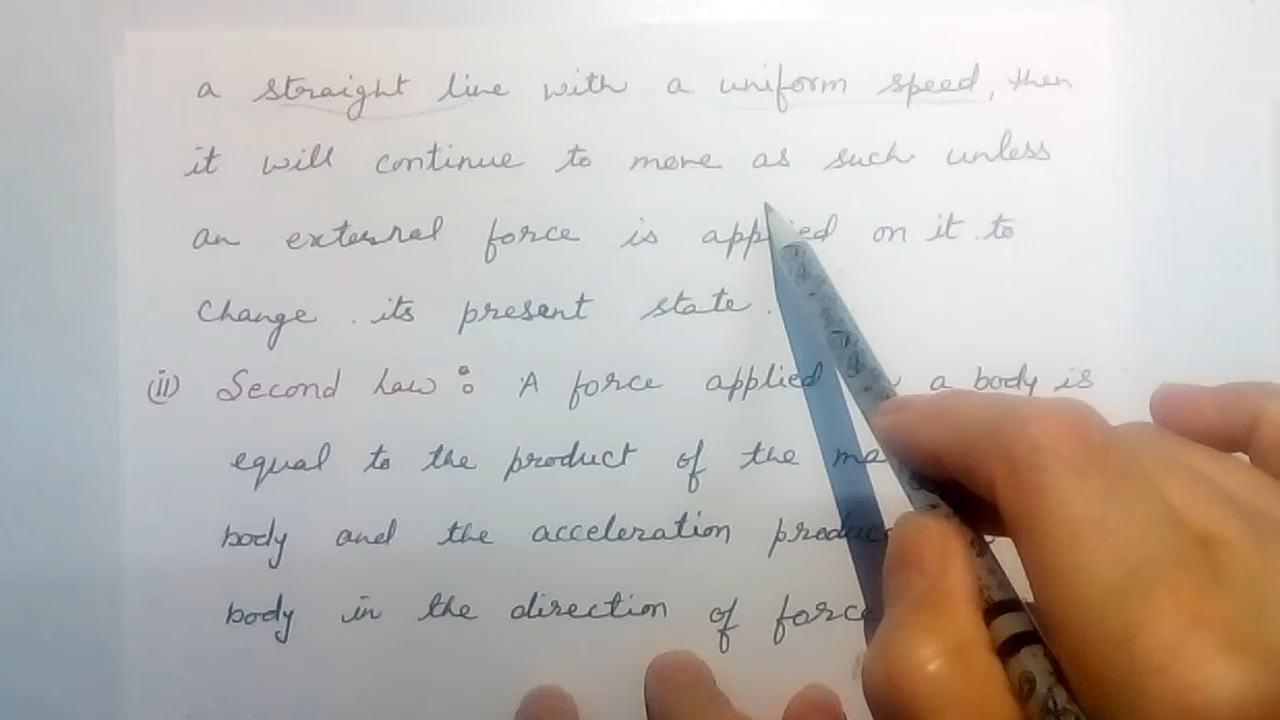 a straight line with a uniform speed, then
it will continue to move as such unless
an external force is applied on it to
change its present state.
(ii) Second Law : A force applied a body is
equal to the product of the
body and the acceleration
body in the direction of force